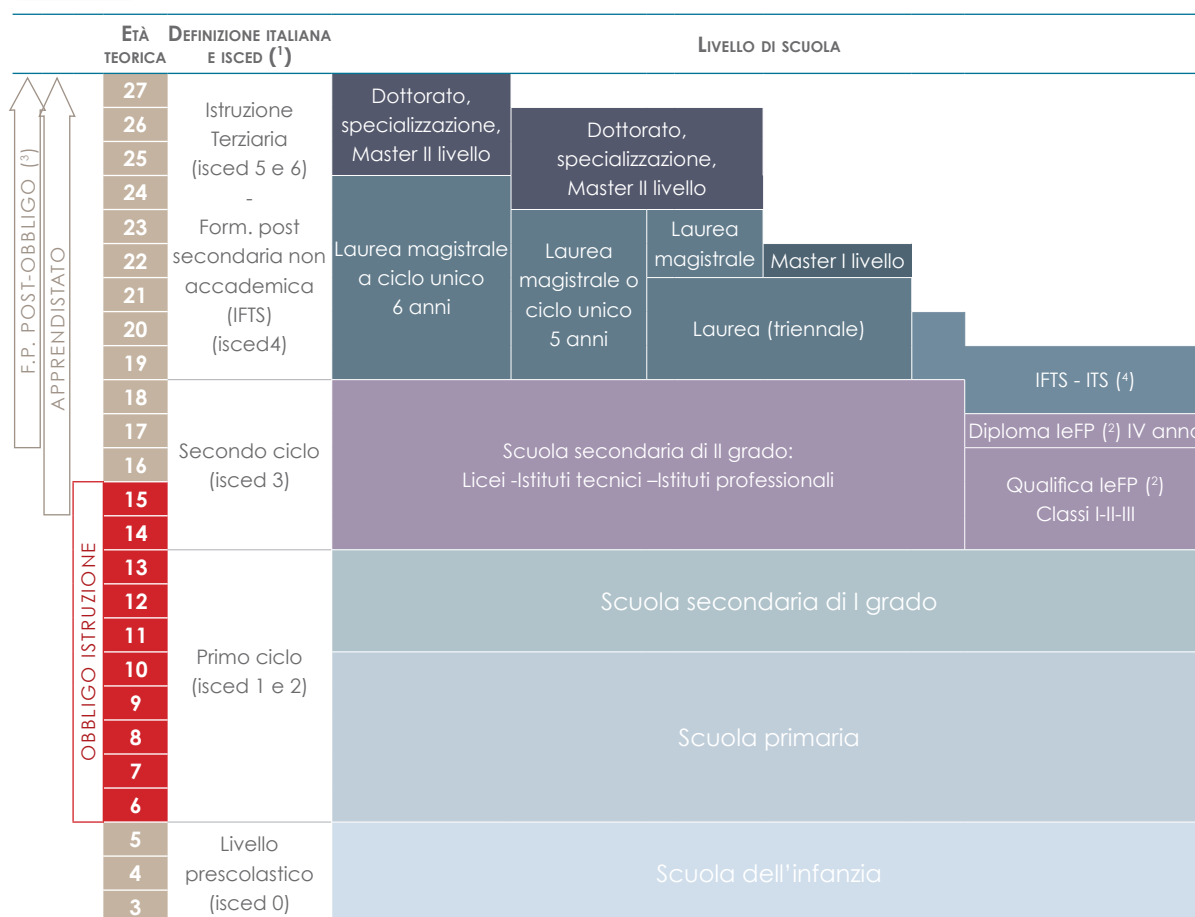 Età teorica
Definizione italiana e isced (¹)
Livello di scuola
27
26
25
24
23
22
21
20
19
18
17
16
15
14
13
12
11
10
9
8
7
6
5
4
3
F.P. POST-OBBLIGO (³)
APPRENDISTATO
OBBLIGO ISTRUZIONE
Istruzione
Terziaria
(isced 5 e 6)
-
Form. post
secondaria non
accademica
(IFTS)
(isced4)
Secondo ciclo
(isced 3)
Primo ciclo
(isced 1 e 2)
Livello
prescolastico
(isced 0)
Dottorato,
specializzazione,
Master II livello
Dottorato,
specializzazione,
Master II livello
Laurea magistrale
a ciclo unico
6 anni
Laurea
magistrale o
ciclo unico
5 anni
Laurea
magistrale
Master I livello
Laurea (triennale)
IFTS - ITS (⁴)
Scuola secondaria di II grado:
Licei -Istituti tecnici –Istituti professionali
Diploma IeFP (²) IV anno
Qualifica IeFP (²)
Classi I-II-III
Scuola secondaria di I grado
Scuola primaria
Scuola dell'infanzia